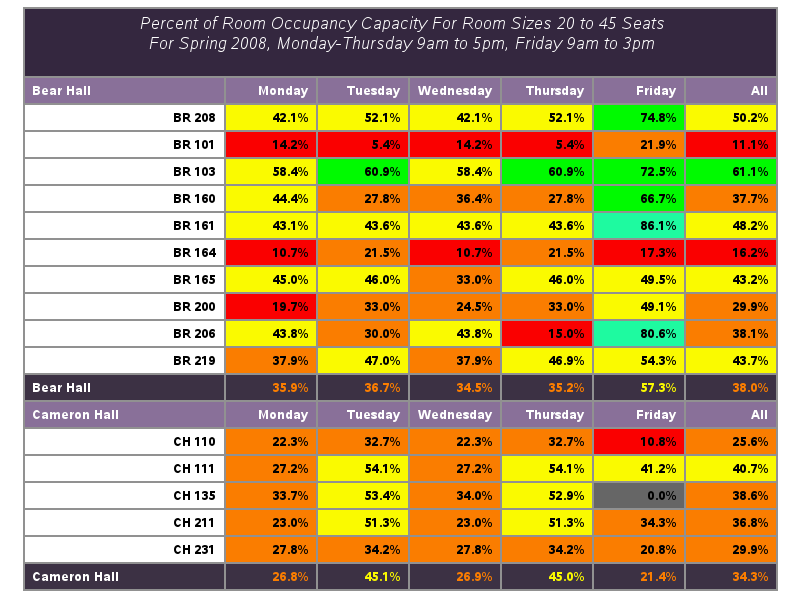 Percent of Room Occupancy Capacity For Room Sizes 20 to 45 Seats
For Spring 2008, Monday-Thursday 9am to 5pm, Friday 9am to 3pm
Bear Hall Monday Tuesday Wednesday Thursday Friday All
BR 208 42.1% 52.1% 42.1% 52.1% 74.8% 50.2%
BR 101 14.2% 5.4% 14.2% 5.4% 21.9% 11.1%
BR 103 58.4% 60.9% 58.4% 60.9% 72.5% 61.1%
BR 160 44.4% 27.8% 36.4% 27.8% 66.7% 37.7%
BR 161 43.1% 43.6% 43.6% 43.6% 86.1% 48.2%
BR 164 10.7% 21.5% 10.7% 21.5% 17.3% 16.2%
BR 165 45.0% 46.0% 33.0% 46.0% 49.5% 43.2%
BR 200 19.7% 33.0% 24.5% 33.0% 49.1% 29.9%
BR 206 43.8% 30.0% 43.8% 15.0% 80.6% 38.1%
BR 219 37.9% 47.0% 37.9% 46.9% 54.3% 43.7%
Bear Hall 35.9% 36.7% 34.5% 35.2% 57.3% 38.0%
Cameron Hall Monday Tuesday Wednesday Thursday Friday All
CH 110 22.3% 32.7% 22.3% 32.7% 10.8% 25.6%
CH 111 27.2% 54.1% 27.2% 54.1% 41.2% 40.7%
CH 135 33.7% 53.4% 34.0% 52.9% 0.0% 38.6%
CH 211 23.0% 51.3% 23.0% 51.3% 34.3% 36.8%
CH 231 27.8% 34.2% 27.8% 34.2% 20.8% 29.9%
Cameron Hall 26.8% 45.1% 26.9% 45.0% 21.4% 34.3%